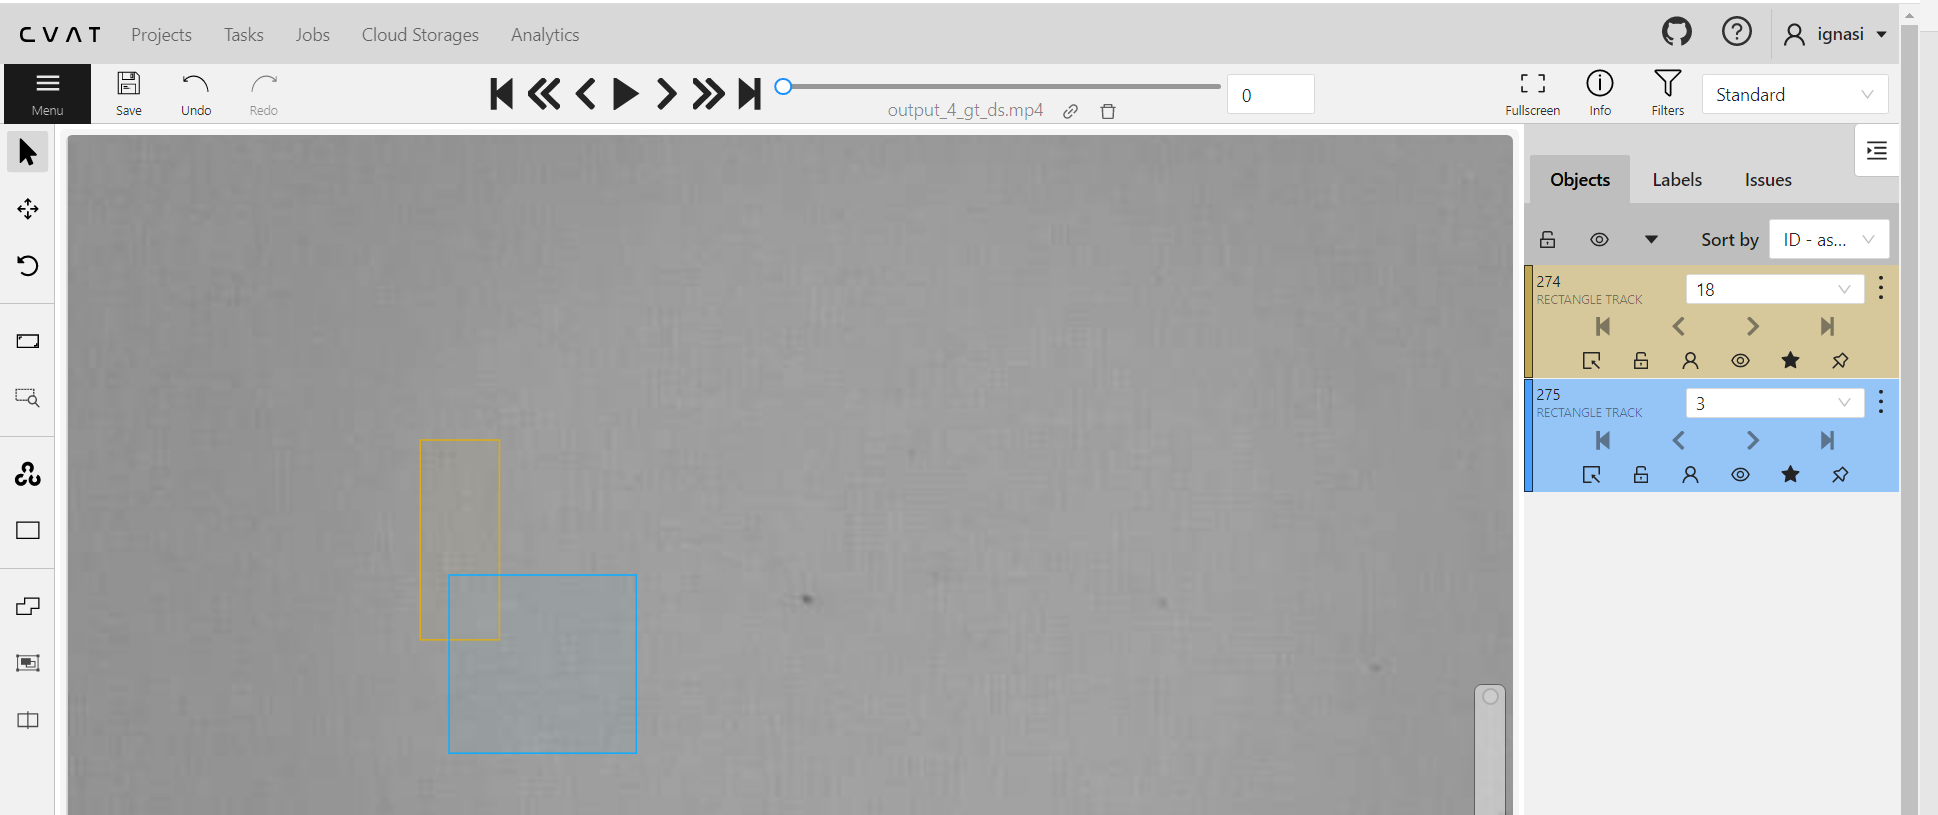 CVAT Projects Tasks Jobs Cloud Storages Analytics ignasi
Menu Save Undo Redo 0 Fullscreen Info Filters Standard
output_4_gt_ds.mp4
Objects Labels Issues
Sort by ID - as...
274 18
RECTANGLE TRACK
275 3
RECTANGLE TRACK